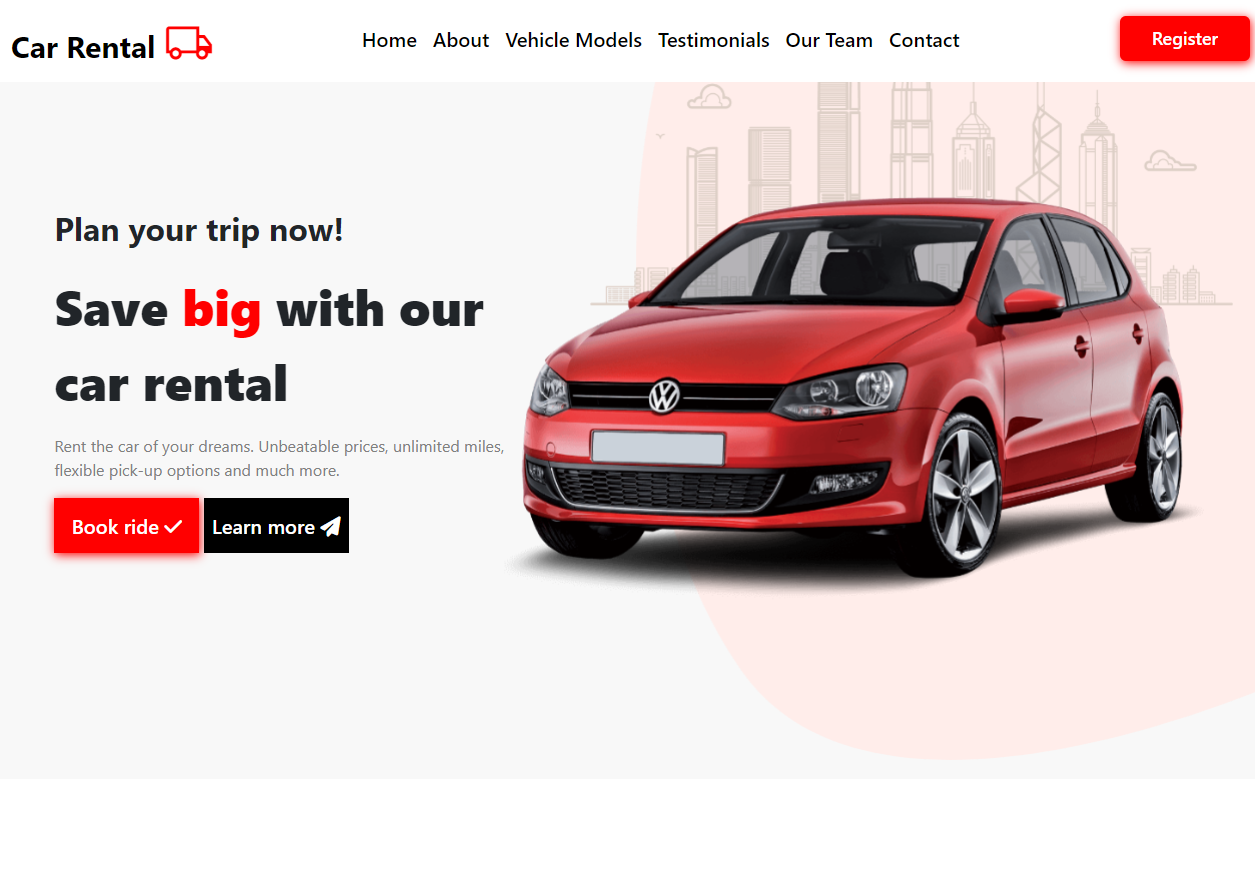 Car Rental
Home About Vehicle Models Testimonials Our Team Contact
Register
Plan your trip now!
Save big with our
car rental
Rent the car of your dreams. Unbeatable prices, unlimited miles,
flexible pick-up options and much more.
Book ride
Learn more